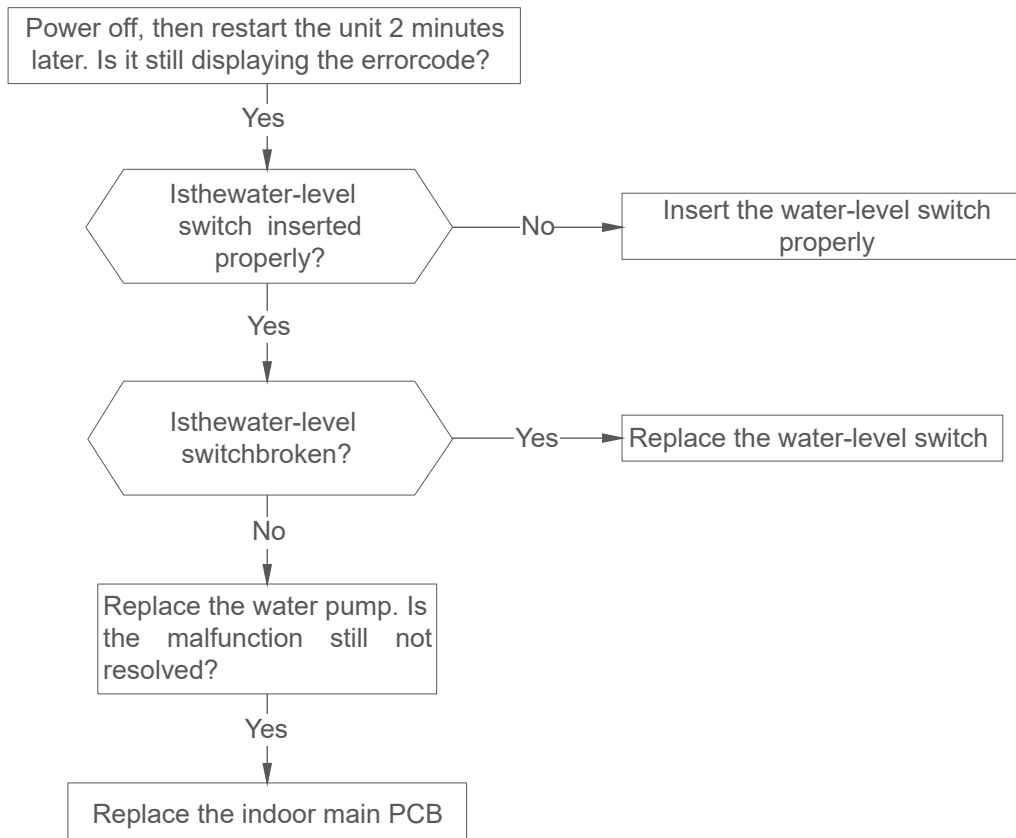 Power off, then restart the unit 2 minutes
later. Is it still displaying the errorcode?
Yes
Isthewater-level
switch inserted
properly?
No
Insert the water-level switch
properly
Yes
Isthewater-level
switchbroken?
Yes
Replace the water-level switch
No
Replace the water pump. Is
the malfunction still not
resolved?
Yes
Replace the indoor main PCB